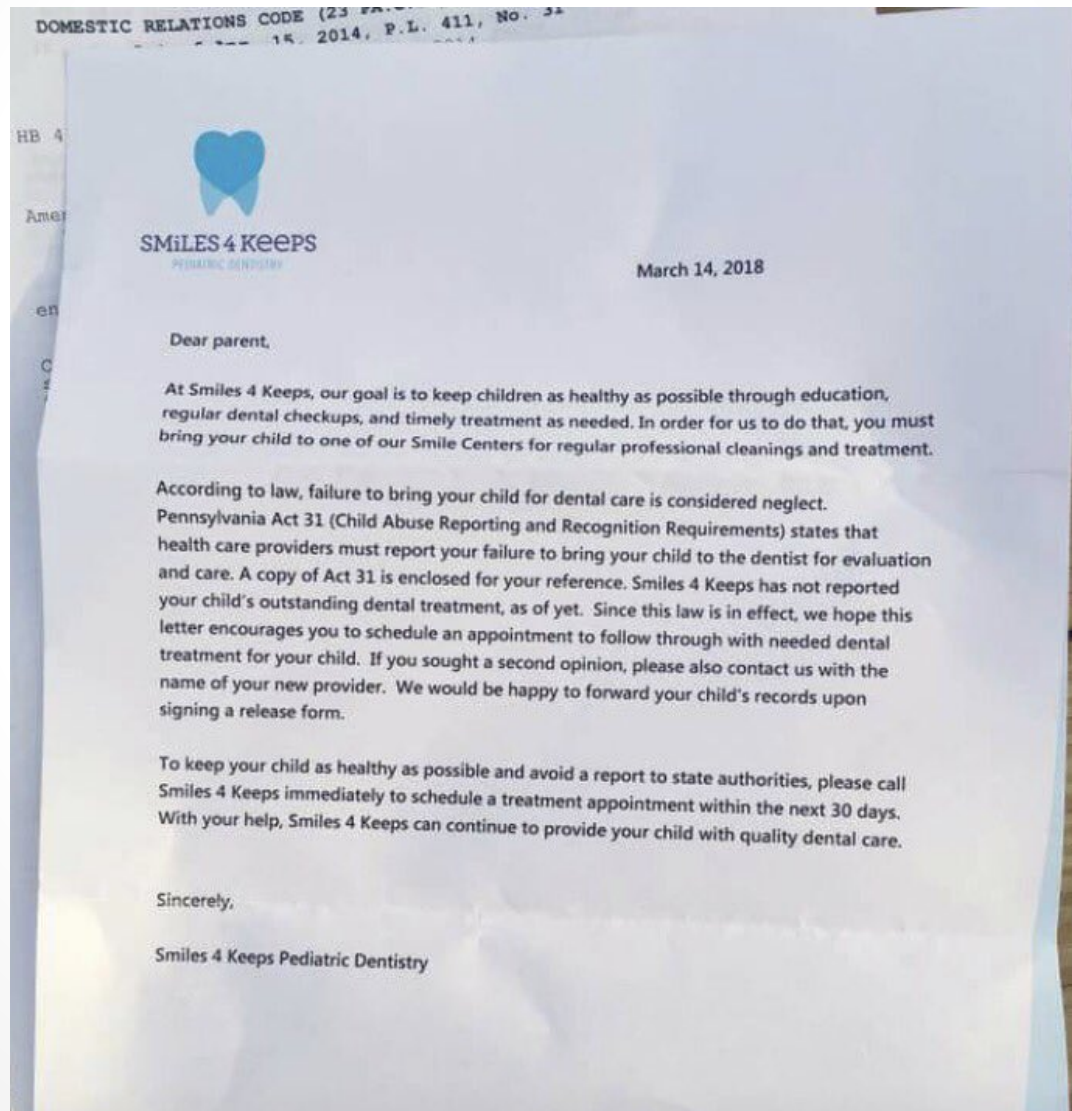 DOMESTIC RELATIONS CODE (23
15, 2014, P.L. 411, No. 31
HB 4
Amer
en
SMiLES 4 KeePS
PEDIATRIC DENTISTRY
March 14, 2018
Dear parent,
At Smiles 4 Keeps, our goal is to keep children as healthy as possible through education,
regular dental checkups, and timely treatment as needed. In order for us to do that, you must
bring your child to one of our Smile Centers for regular professional cleanings and treatment.
According to law, failure to bring your child for dental care is considered neglect.
Pennsylvania Act 31 (Child Abuse Reporting and Recognition Requirements) states that
health care providers must report your failure to bring your child to the dentist for evaluation
and care. A copy of Act 31 is enclosed for your reference. Smiles 4 Keeps has not reported
your child's outstanding dental treatment, as of yet. Since this law is in effect, we hope this
letter encourages you to schedule an appointment to follow through with needed dental
treatment for your child. If you sought a second opinion, please also contact us with the
name of your new provider. We would be happy to forward your child's records upon
signing a release form.
To keep your child as healthy as possible and avoid a report to state authorities, please call
Smiles 4 Keeps immediately to schedule a treatment appointment within the next 30 days.
With your help, Smiles 4 Keeps can continue to provide your child with quality dental care.
Sincerely,
Smiles 4 Keeps Pediatric Dentistry